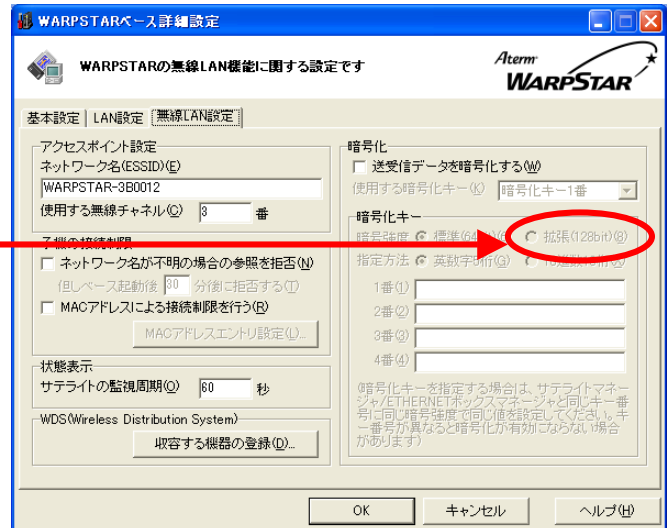 WARPSTARベース詳細設定
WARPSTARの無線LAN機能に関する設定です
Aterm
WARPSTAR
基本設定
LAN設定
無線LAN設定
アクセスポイント設定
ネットワーク名(ESSID)(E)
WARPSTAR-3B0012
使用する無線チャネル(C) 3 番
子機の接続制限
ネットワーク名が不明の場合の参照を拒否(N)
但しベース起動後 30 分後に拒否する(T)
MACアドレスによる接続制限を行う(R)
MACアドレスエントリ設定(L)...
状態表示
サテライトの監視周期(O) 60 秒
WDS(Wireless Distribution System)
収容する機器の登録(D)...
暗号化
送受信データを暗号化する(W)
使用する暗号化キー(K) 暗号化キー1番
暗号化キー
暗号強度 標準(64 拡張(128bit)(B)
指定方法 英数字5桁(G)
1番(1)
2番(2)
3番(3)
4番(4)
(暗号化キーを指定する場合は、サテライトマネー
ジャ/ETHERNETボックスマネージャと同じキー番
号に同じ暗号強度で同じ値を設定してください。キ
ー番号が異なると暗号化が有効にならない場合
があります)
OK
キャンセル
ヘルプ(H)